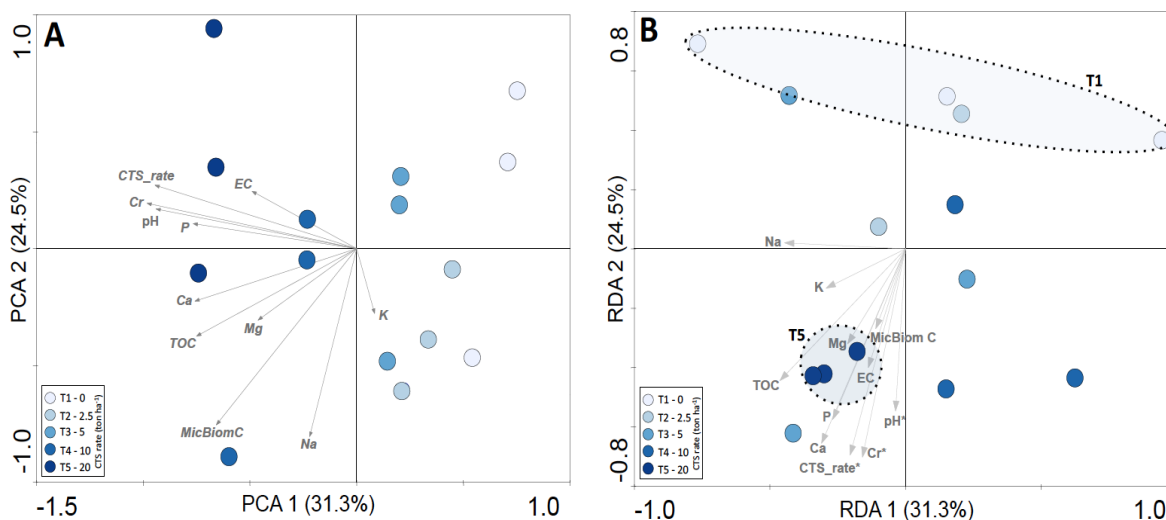 A
1.0
PCA 2 (24.5%)
-1.0
CTS_rate
EC
Cr
pH
P
Ca
Mg
K
TOC
MicBiomC
Na
T1 - 0
T2 - 2.5
T3 - 5
T4 - 10
T5 - 20
CTS rate (ton ha⁻¹)
-1.5
PCA 1 (31.3%)
1.0
B
0.8
RDA 2 (24.5%)
-0.8
T1
Na
K
T5
Mg
MicBiom C
EC
TOC
P
pH*
Ca
Cr*
CTS_rate*
T1 - 0
T2 - 2.5
T3 - 5
T4 - 10
T5 - 20
CTS rate (ton ha⁻¹)
-1.0
RDA 1 (31.3%)
1.0